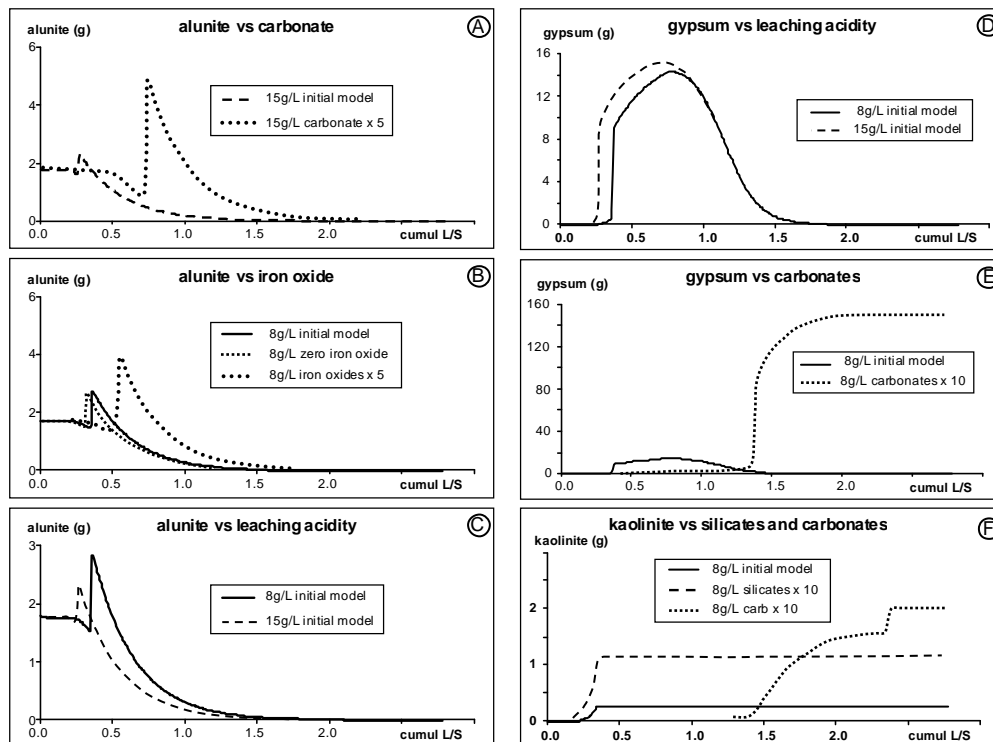 alunite vs carbonate
A
alunite (g)
6
4
2
0
15g/L initial model
15g/L carbonate x 5
0.0 0.5 1.0 1.5 2.0 cumul L/S
alunite vs iron oxide
B
alunite (g)
6
4
2
0
8g/L initial model
8g/L zero iron oxide
8g/L iron oxides x 5
0.0 0.5 1.0 1.5 2.0 cumul L/S
alunite vs leaching acidity
C
alunite (g)
3
2
1
0
8g/L initial model
15g/L initial model
0.0 0.5 1.0 1.5 2.0 cumul L/S
gypsum vs leaching acidity
D
gypsum (g)
16
12
8
4
0
8g/L initial model
15g/L initial model
0.0 0.5 1.0 1.5 2.0 cumul L/S
gypsum vs carbonates
E
gypsum (g)
160
120
80
40
0
8g/L initial model
8g/L carbonates x 10
0.0 0.5 1.0 1.5 2.0 cumul L/S
kaolinite vs silicates and carbonates
F
kaolinite (g)
2
1
0
8g/L initial model
8g/L silicates x 10
8g/L carb x 10
0.0 0.5 1.0 1.5 2.0 cumul L/S